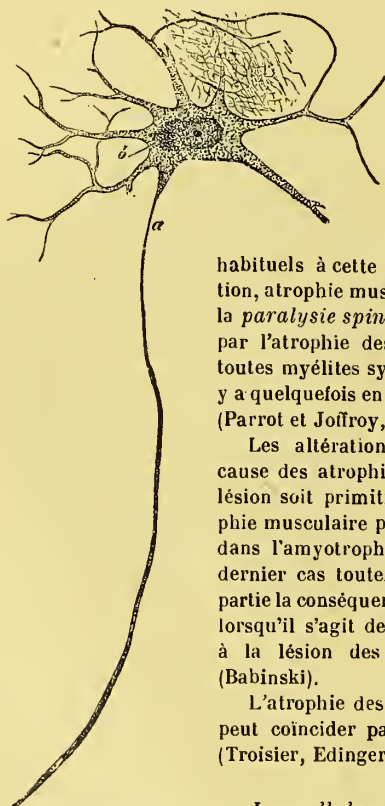 b
a
habituels à cette
tion, atrophie mus
la paralysie spin
par l'atrophie des
toutes myélites sy
y a quelquefois en
(Parrot et Joffroy,
Les altération
cause des atrophi
lésion soit primit
phie musculaire p
dans l'amyotroph
dernier cas toute
partie la conséquen
lorsqu'il s'agit de
à la lésion des
(Babinski).
L'atrophie des
peut coïncider pa
(Troisier, Edinger